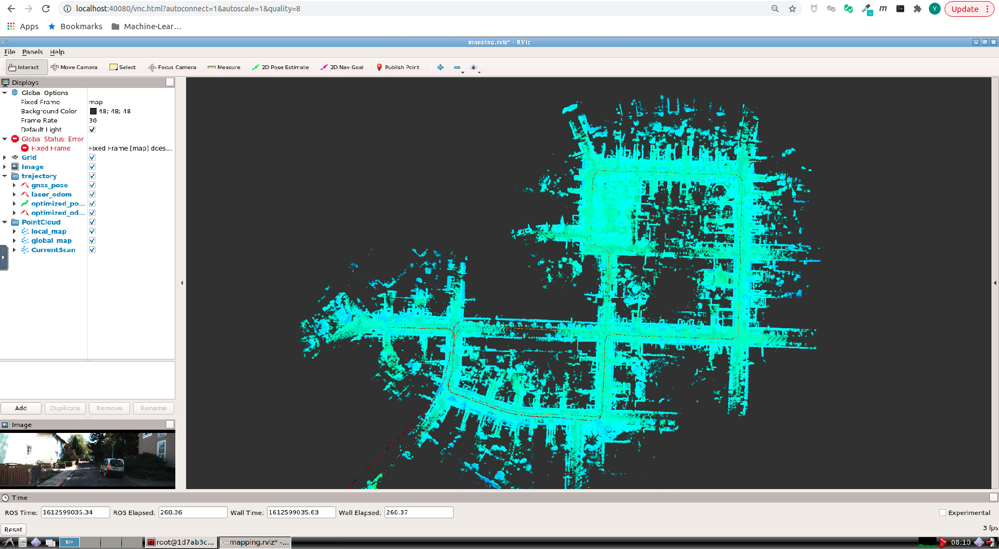 localhost:40080/vnc.html?autoconnect=1&autoscale=1&quality=8
Y
Update
Apps
Bookmarks
Machine-Lear...
mapping.rviz* - RViz
File Panels Help
Interact
Move Camera
Select
Focus Camera
Measure
2D Pose Estimate
2D Nav Goal
Publish Point
Displays
Global Options
Fixed Frame map
Background Color 48; 48; 48
Frame Rate 30
Default Light
Global Status: Error
Fixed Frame Fixed Frame [map] does...
Grid
Image
trajectory
gnss_pose
laser_odom
optimized_po...
optimized_od...
PointCloud
local_map
global_map
CurrentScan
Add Duplicate Remove Rename
Image
Time
ROS Time: 1612599035.34 ROS Elapsed: 268.36 Wall Time: 1612599035.63 Wall Elapsed: 268.37 Experimental
Reset
3 fps
root@1d7ab3c...
mapping.rviz* -...
08:10